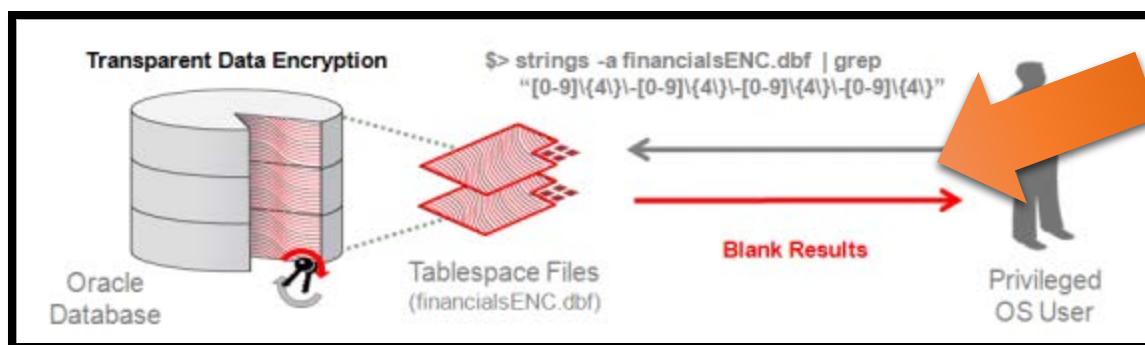 Transparent Data Encryption
$> strings -a financialsENC.dbf | grep
“[0-9]\{4\}\-[0-9]\{4\}\-[0-9]\{4\}\-[0-9]\{4\}”
Blank Results
Oracle
Database
Tablespace Files
(financialsENC.dbf)
Privileged
OS User